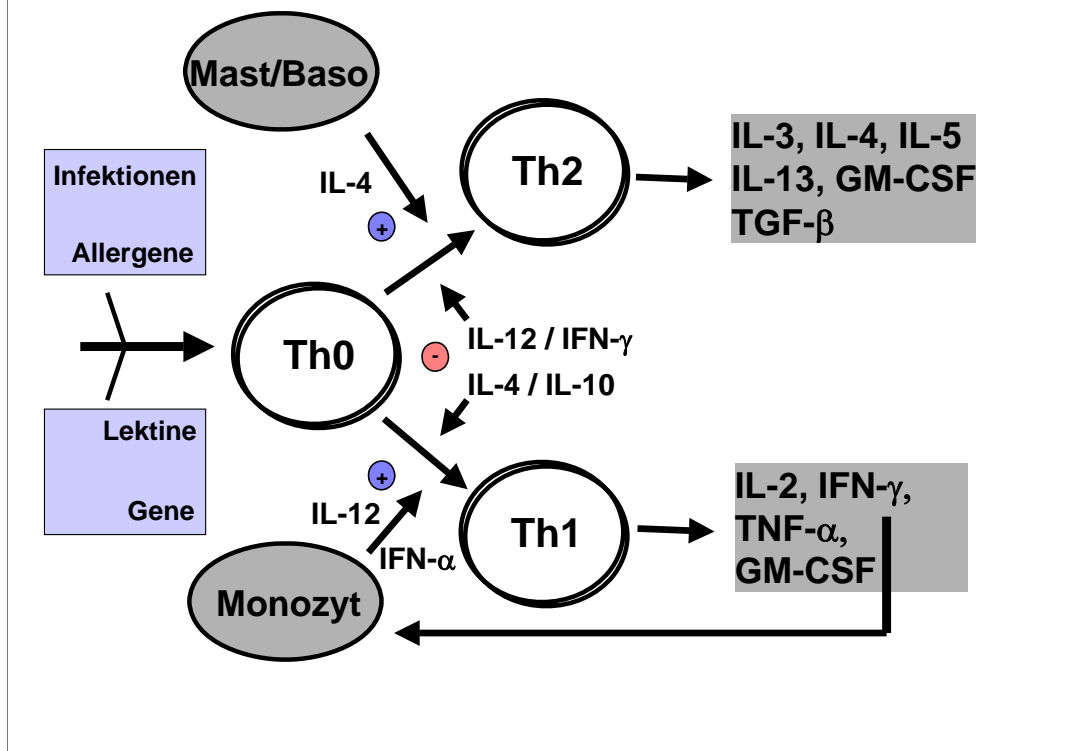 Mast/Baso
IL-4
+
Th2
IL-3, IL-4, IL-5
IL-13, GM-CSF
TGF-β
Infektionen
Allergene
Th0
IL-12 / IFN-γ
-
IL-4 / IL-10
Lektine
Gene
+
IL-12
IFN-α
Th1
IL-2, IFN-γ,
TNF-α,
GM-CSF
Monozyt